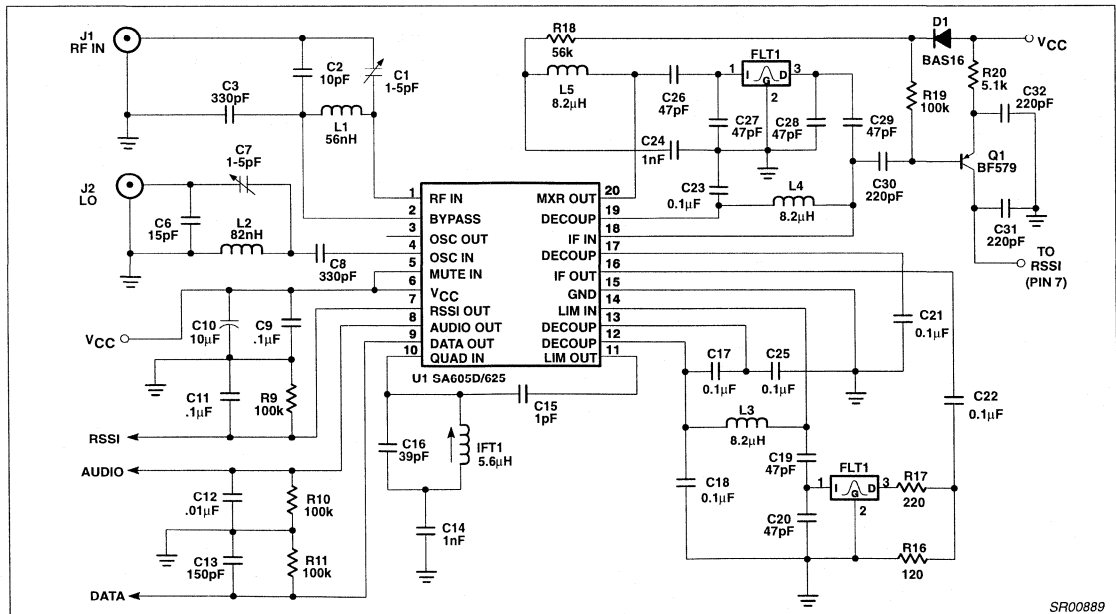 J1
RF IN
C3
330pF
C2
10pF
C1
1-5pF
L1
56nH
R18
56k
L5
8.2µH
C26
47pF
FLT1
1 I G D 3
2
C27
47pF
C28
47pF
C29
47pF
C24
1nF
C23
0.1µF
L4
8.2µH
C30
220pF
D1
BAS16
VCC
R19
100k
R20
5.1k
C32
220pF
Q1
BF579
C31
220pF
TO
RSSI
(PIN 7)
J2
LO
C7
1-5pF
C6
15pF
L2
82nH
C8
330pF
1 RF IN
2 BYPASS
3 OSC OUT
4 OSC IN
5 MUTE IN
6 VCC
7 RSSI OUT
8 AUDIO OUT
9 DATA OUT
10 QUAD IN
MXR OUT 20
DECOUP 19
IF IN 18
DECOUP 17
IF OUT 16
GND 15
LIM IN 14
DECOUP 13
DECOUP 12
LIM OUT 11
U1 SA605D/625
VCC
C10
10µF
C9
.1µF
C11
.1µF
R9
100k
RSSI
AUDIO
C12
.01µF
R10
100k
C13
150pF
R11
100k
DATA
C16
39pF
IFT1
5.6µH
C15
1pF
C14
1nF
C17
0.1µF
C25
0.1µF
C21
0.1µF
C22
0.1µF
L3
8.2µH
C18
0.1µF
C19
47pF
C20
47pF
FLT1
1 I G D 3
2
R17
220
R16
120
SR00889